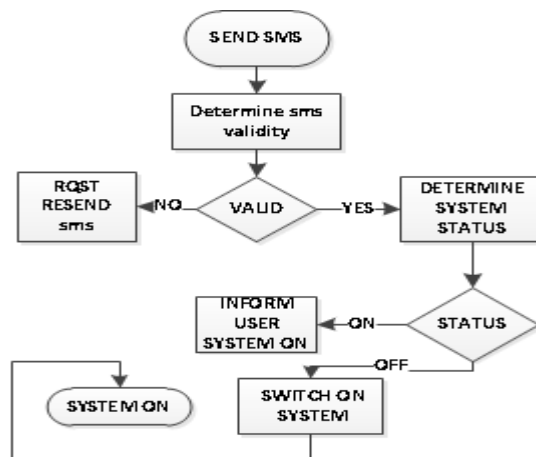 SEND SMS
Determine sms
validity
RQST
RESEND
sms
NO
VALID
YES
DETERMINE
SYSTEM
STATUS
INFORM
USER
SYSTEM ON
ON
STATUS
OFF
SYSTEM ON
SWITCH ON
SYSTEM